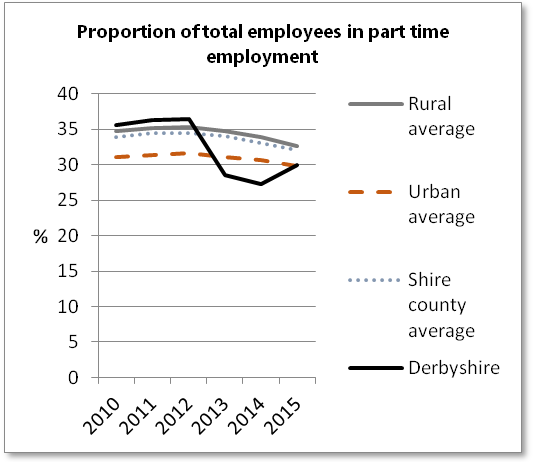 Proportion of total employees in part time
employment
40
35
30
25
% 20
15
10
5
0
2010 2011 2012 2013 2014 2015
Rural
average
Urban
average
Shire
county
average
Derbyshire